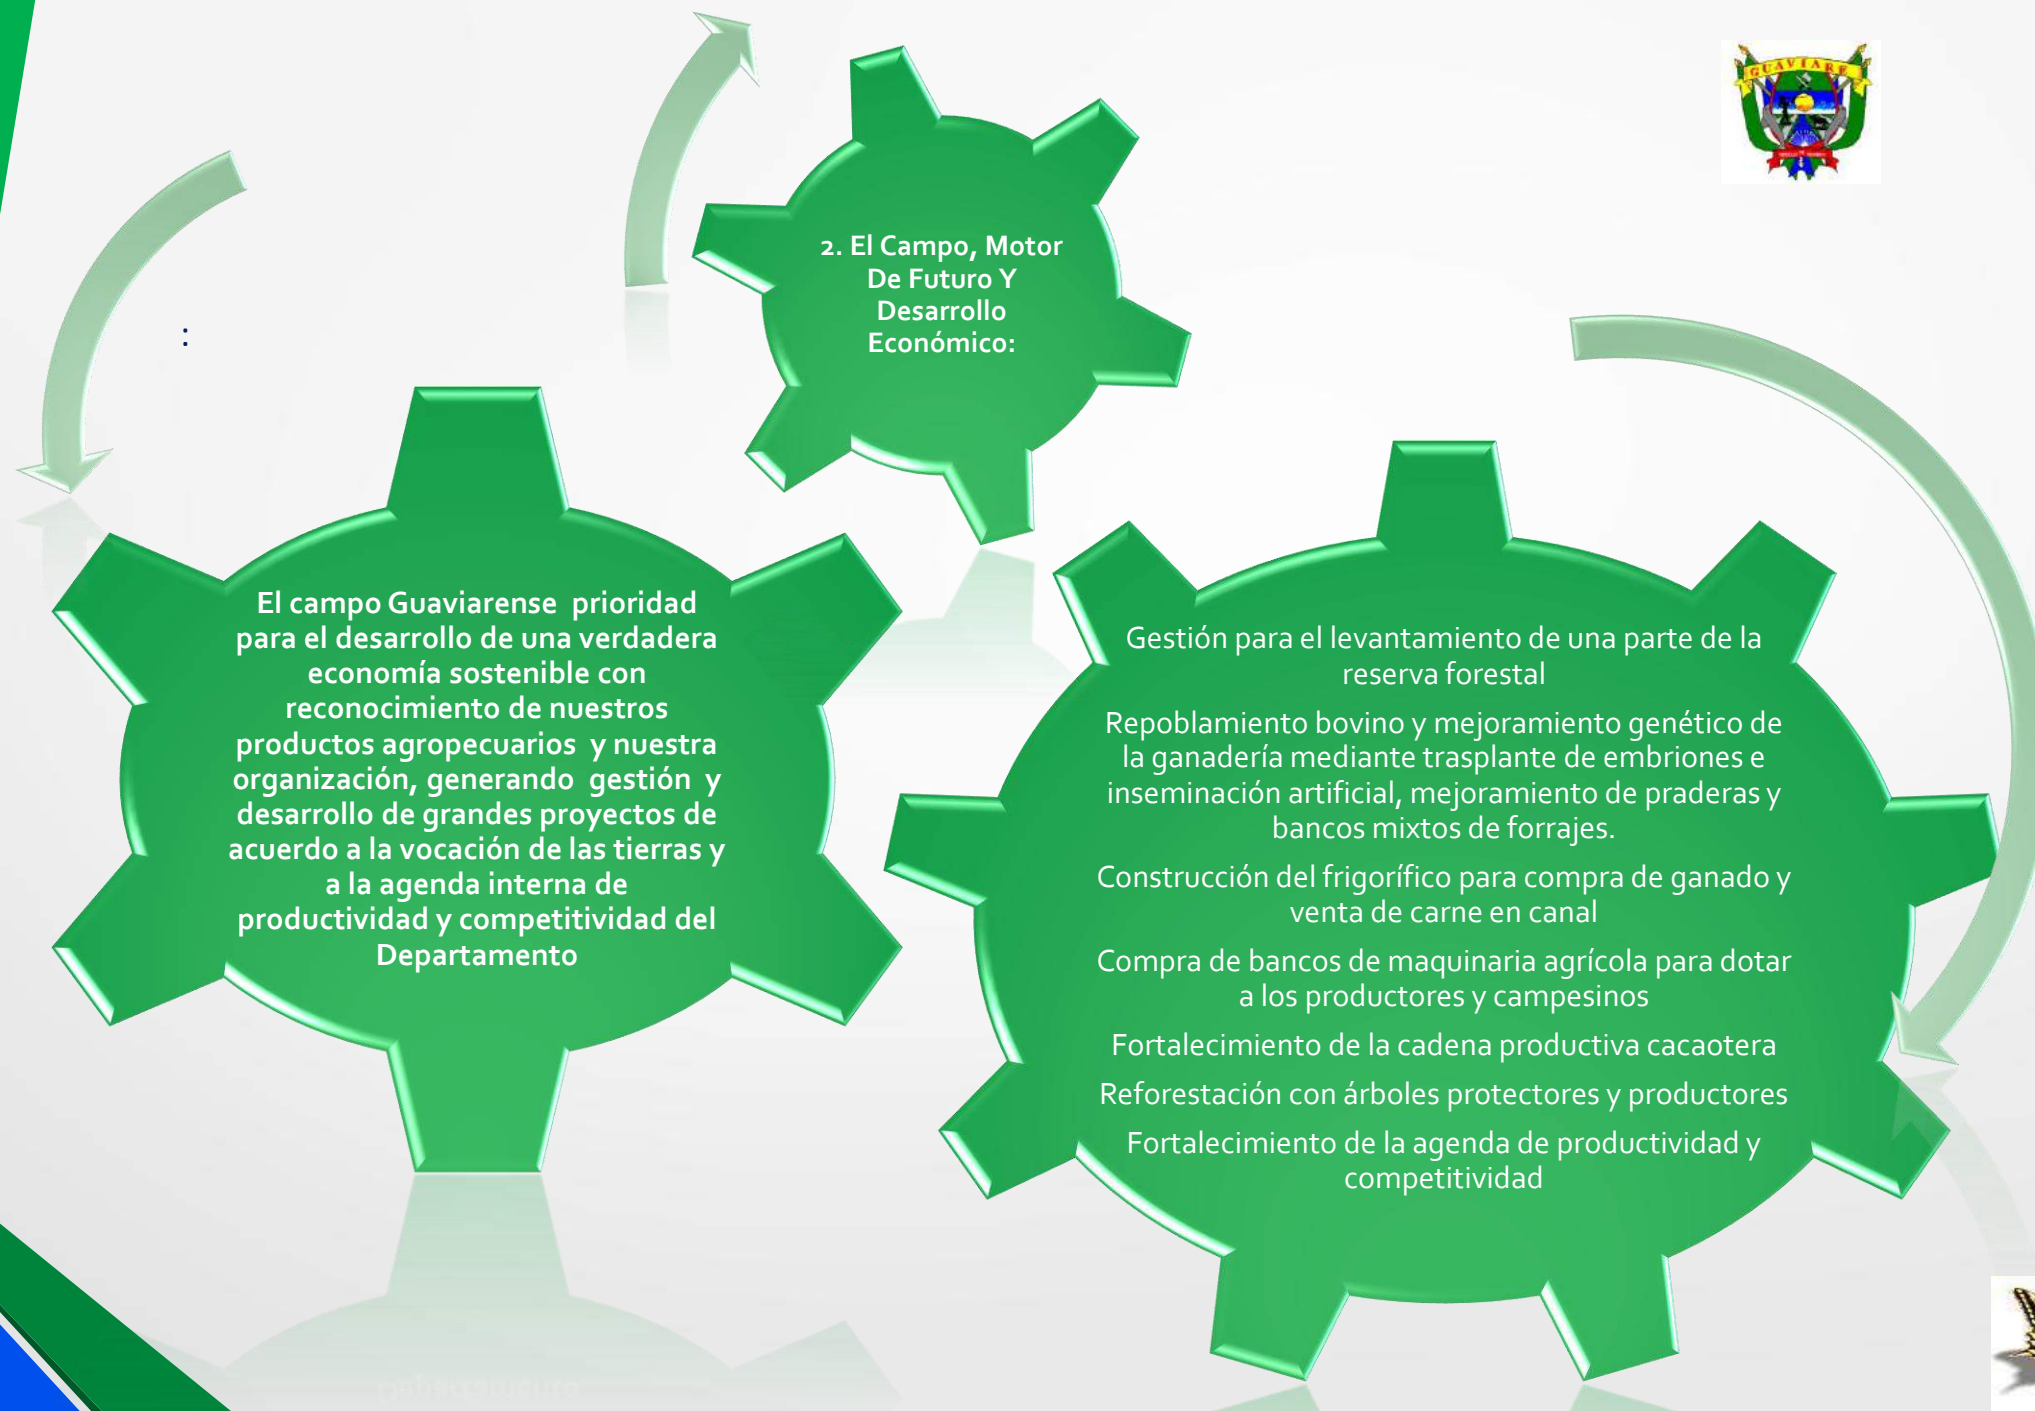 GUAVIARE
2. El Campo, Motor
De Futuro Y
Desarrollo
Económico:
:
El campo Guaviarense  prioridad
para el desarrollo de una verdadera
economía sostenible con
reconocimiento de nuestros
productos agropecuarios  y nuestra
organización, generando  gestión  y
desarrollo de grandes proyectos de
acuerdo a la vocación de las tierras y
a la agenda interna de
productividad y competitividad del
Departamento
Gestión para el levantamiento de una parte de la
reserva forestal
Repoblamiento bovino y mejoramiento genético de
la ganadería mediante trasplante de embriones e
inseminación artificial, mejoramiento de praderas y
bancos mixtos de forrajes.
Construcción del frigorífico para compra de ganado y
venta de carne en canal
Compra de bancos de maquinaria agrícola para dotar
a los productores y campesinos
Fortalecimiento de la cadena productiva cacaotera
Reforestación con árboles protectores y productores
Fortalecimiento de la agenda de productividad y
competitividad